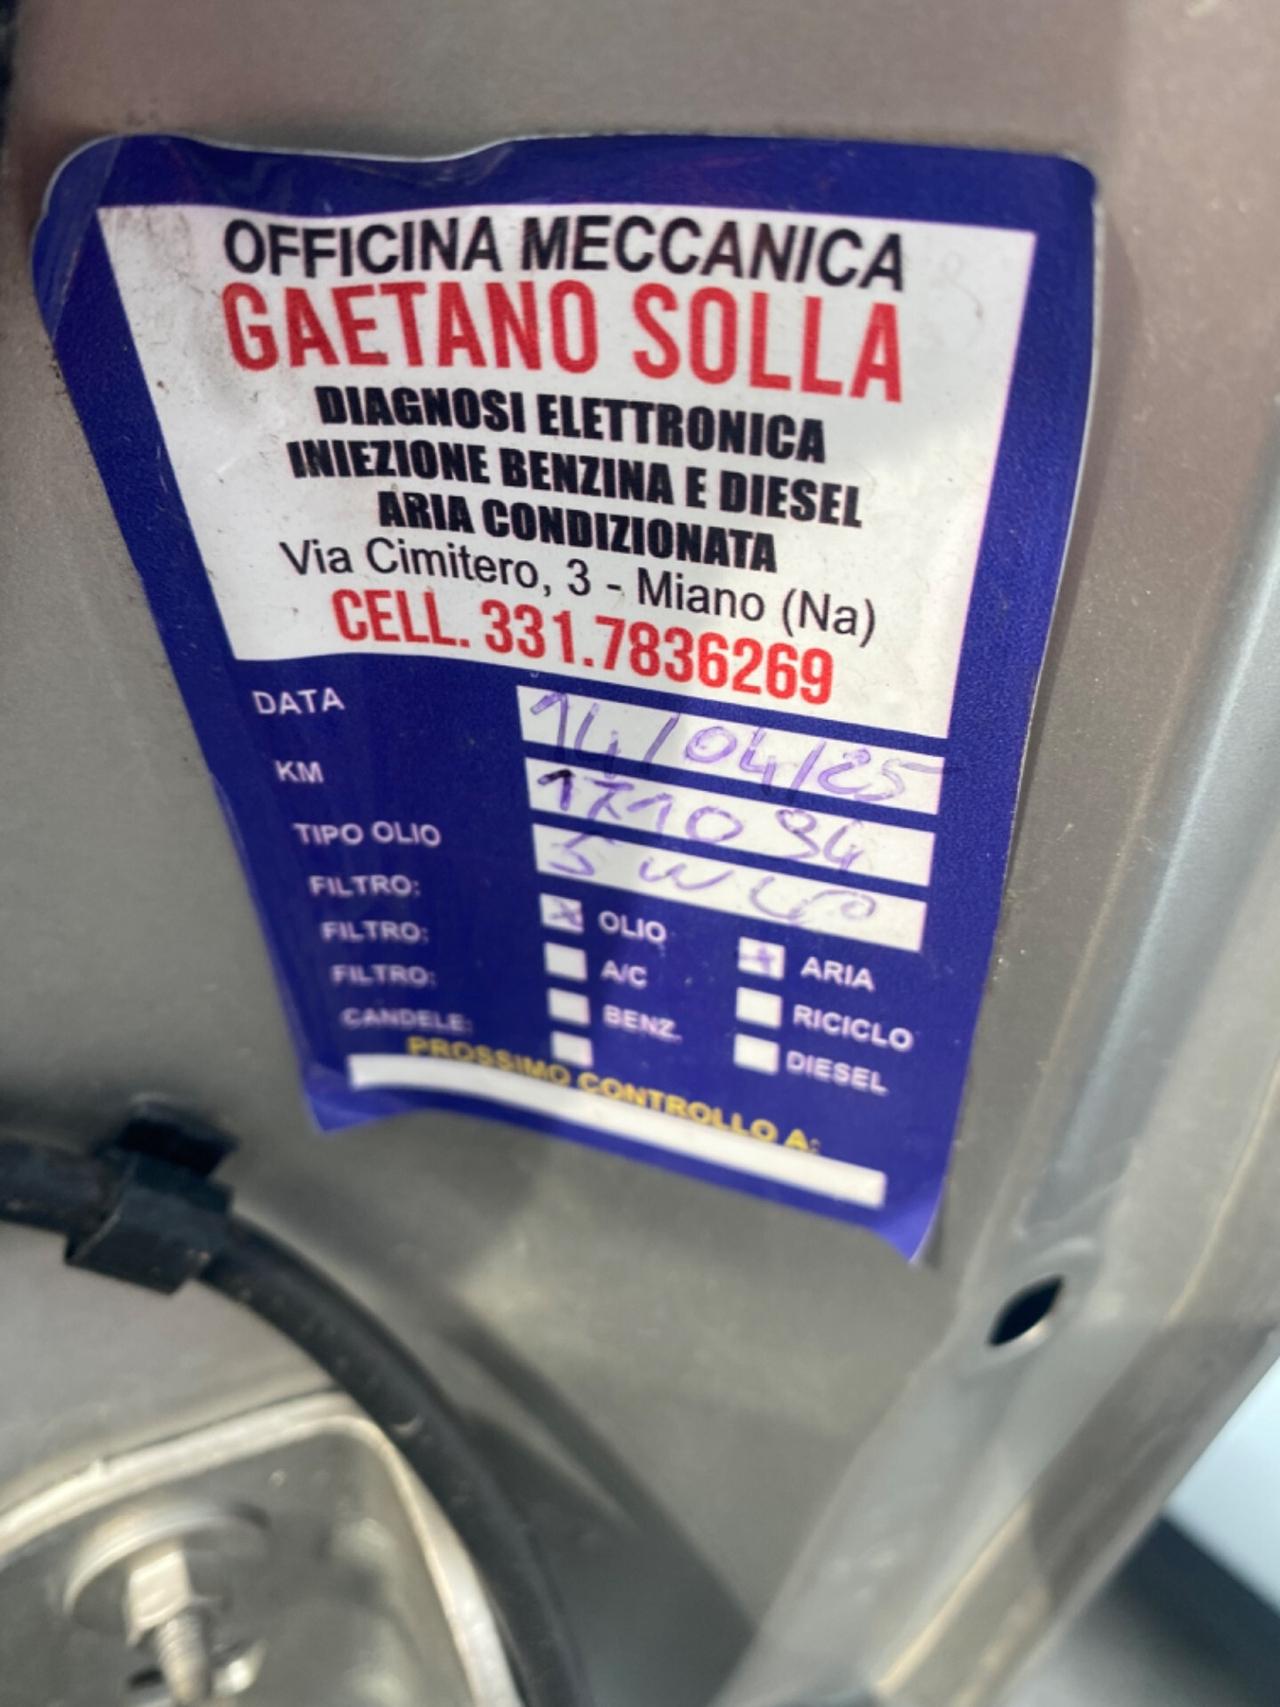 OFFICINA MECCANICA
GAETANO SOLLA
DIAGNOSI ELETTRONICA
INIEZIONE BENZINA E DIESEL
ARIA CONDIZIONATA
Via Cimitero, 3 - Miano (Na)
CELL. 331.7836269
DATA 14/04/25
KM 171094
TIPO OLIO 5W40
FILTRO: OLIO ARIA
FILTRO: A/C RICICLO
FILTRO: BENZ. DIESEL
CANDELE:
PROSSIMO CONTROLLO A: